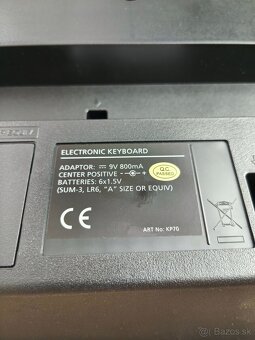 ELECTRONIC KEYBOARD
ADAPTOR: 9V 800mA
CENTER POSITIVE - +
Q.C. PASSED
BATTERIES: 6x1.5V
(SUM-3, LR6, "A" SIZE OR EQUIV)
CE
ART No: KP70
Bazos.sk